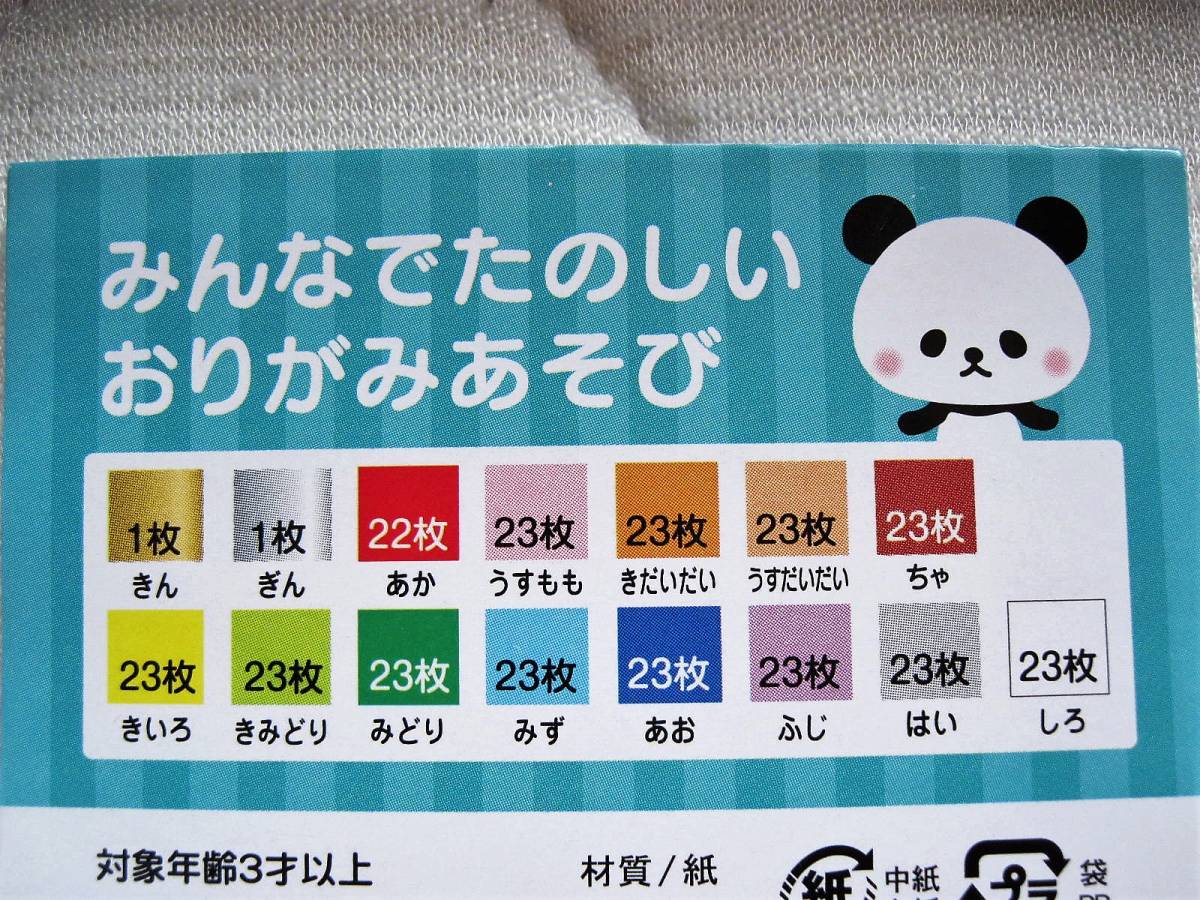 みんなでたのしい
おりがみあそび
1枚 1枚 22枚 23枚 23枚 23枚 23枚
きん ぎん あか うすもも きだいだい うすだいだい ちゃ
23枚 23枚 23枚 23枚 23枚 23枚 23枚 23枚
きいろ きみどり みどり みず あお ふじ はい しろ
対象年齢3才以上 材質/紙 紙 中紙 プラ 袋